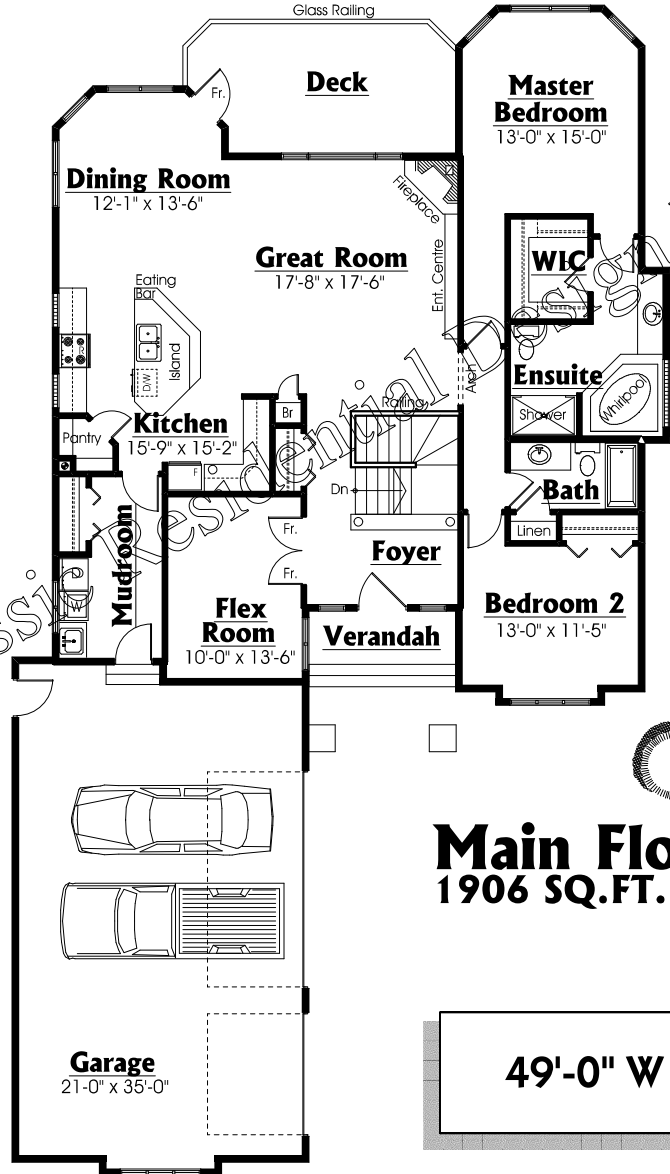 Glass Railing
Deck
Fr.
Master
Bedroom
13'-0" x 15'-0"
Dining Room
12'-1" x 13'-6"
Fireplace
Great Room
17'-8" x 17'-6"
Ent. Centre
WIC
Eating
Bar
Island
D/W
Arch
Ensuite
Whirlpool
Shower
Railing
Br
Kitchen
15'-9" x 15'-2"
Pantry
F
Dn
Bath
Linen
Mudroom
W
Fr.
Fr.
Foyer
Flex
Room
10'-0" x 13'-6"
Verandah
Bedroom 2
13'-0" x 11'-5"
ssic Residential Design
Main Flo
1906 SQ.FT.
Garage
21-0" x 35'-0"
49'-0" W